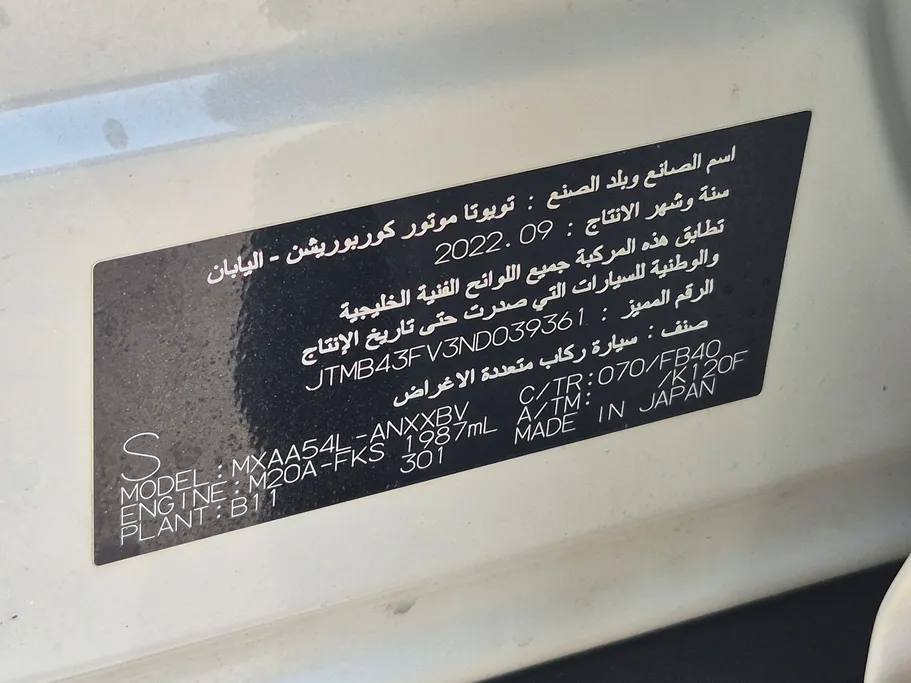 اسم الصانع وبلد الصنع : تويوتا موتور كوربوريشن - اليابان
سنة وشهر الانتاج : 2022.09
تطابق هذه المركبة جميع اللوائح الفنية الخليجية
والوطنية للسيارات التي صدرت حتى تاريخ الإنتاج
الرقم المميز : JTMB43FV3ND039361
صنف : سيارة ركاب متعددة الاغراض
S
MODEL:MXAA54L-ANXXBV C/TR:070/FB40
ENGINE:M20A-FKS 1987mL A/TM: /K120F
PLANT:B11 301 MADE IN JAPAN